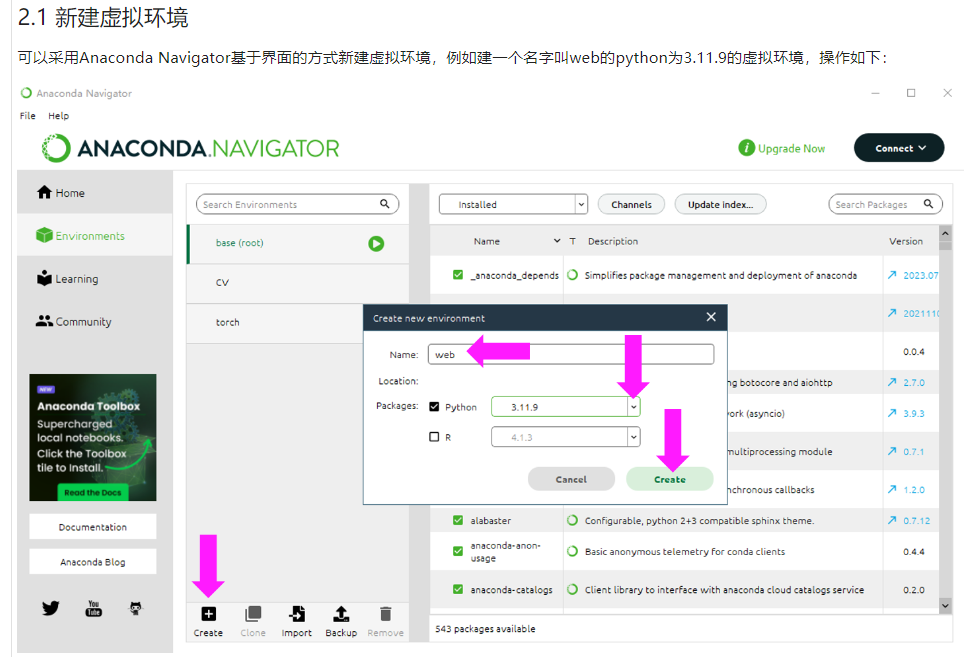 2.1 新建虚拟环境
可以采用Anaconda Navigator基于界面的方式新建虚拟环境，例如建一个名字叫web的python为3.11.9的虚拟环境，操作如下：
Anaconda Navigator
File Help
ANACONDA.NAVIGATOR
Upgrade Now
Connect
Home
Environments
Learning
Community
NEW
Anaconda Toolbox
Supercharged
local notebooks.
Click the Toolbox
tile to Install.
Read the Docs
Documentation
Anaconda Blog
You
Tube
Search Environments
base (root)
CV
torch
Create
Clone
Import
Backup
Remove
Installed
Channels
Update index...
Search Packages
Name T Description Version
_anaconda_depends Simplifies package management and deployment of anaconda 2023.07
2021110
0.0.4
ng botocore and aiohttp 2.7.0
work (asyncio) 3.9.3
multiprocessing module 0.7.1
nchronous callbacks 1.2.0
alabaster Configurable, python 2+3 compatible sphinx theme. 0.7.12
anaconda-anon-
usage Basic anonymous telemetry for conda clients 0.4.4
anaconda-catalogs Client library to interface with anaconda cloud catalogs service 0.2.0
543 packages available
Create new environment
Name: web
Location:
Packages: Python 3.11.9
R 4.1.3
Cancel
Create